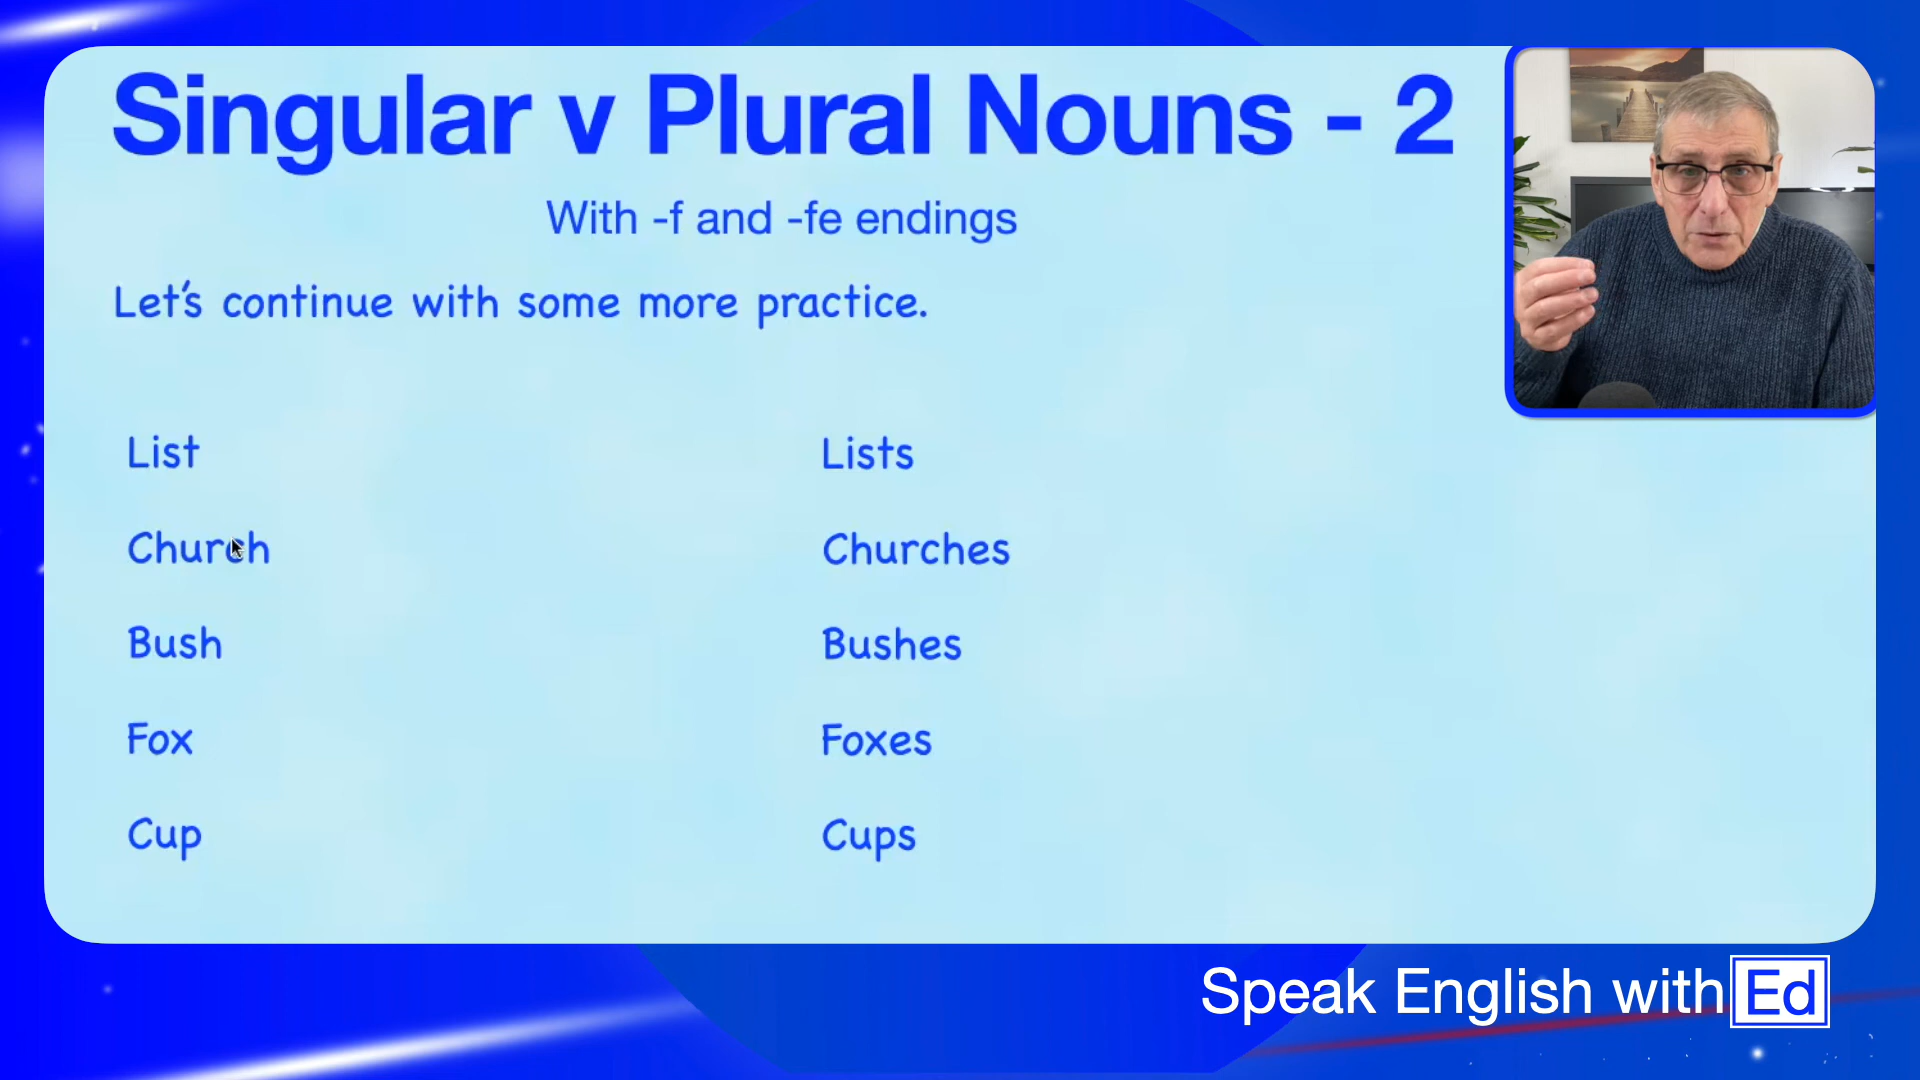 Singular v Plural Nouns - 2
With -f and -fe endings
Let's continue with some more practice.
List Lists
Church Churches
Bush Bushes
Fox Foxes
Cup Cups
Speak English with Ed